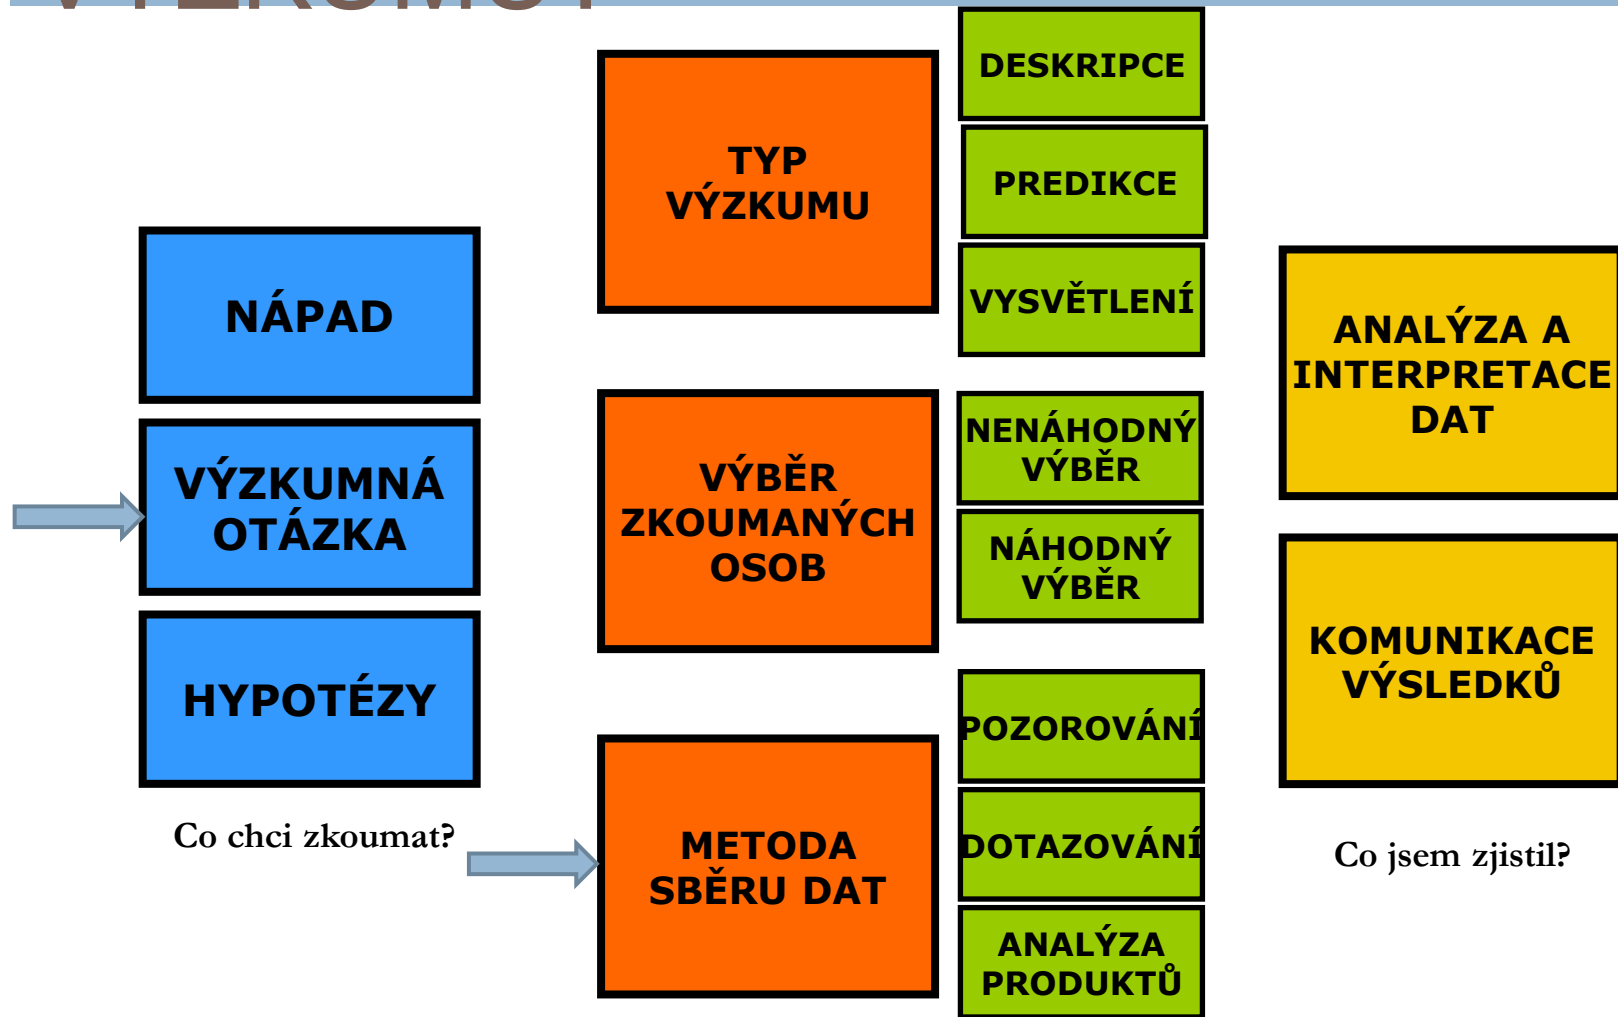 NÁPAD
VÝZKUMNÁ
OTÁZKA
HYPOTÉZY
Co chci zkoumat?
TYP
VÝZKUMU
DESKRIPCE
PREDIKCE
VYSVĚTLENÍ
VÝBĚR
ZKOUMANÝCH
OSOB
NENÁHODNÝ
VÝBĚR
NÁHODNÝ
VÝBĚR
METODA
SBĚRU DAT
POZOROVÁNÍ
DOTAZOVÁNÍ
ANALÝZA
PRODUKTŮ
ANALÝZA A
INTERPRETACE
DAT
KOMUNIKACE
VÝSLEDKŮ
Co jsem zjistil?